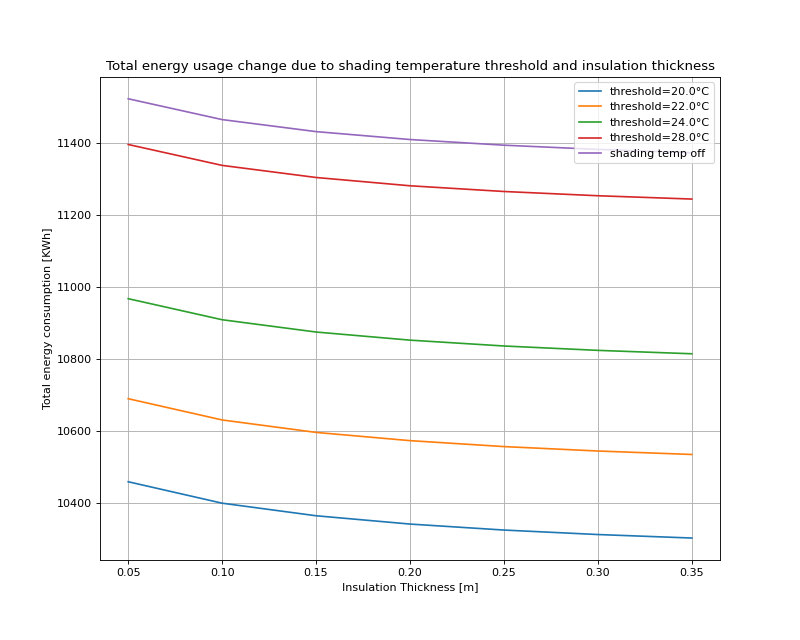 Total energy usage change due to shading temperature threshold and insulation thickness
threshold=20.0°C
threshold=22.0°C
threshold=24.0°C
threshold=28.0°C
shading temp off
Total energy consumption [KWh]
11400
11200
11000
10800
10600
10400
0.05 0.10 0.15 0.20 0.25 0.30 0.35
Insulation Thickness [m]